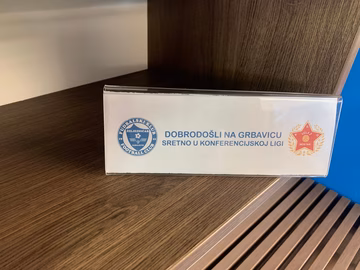 DOBRODOŠLI NA GRBAVICU
SRETNO U KONFERENCIJSKOJ LIGI